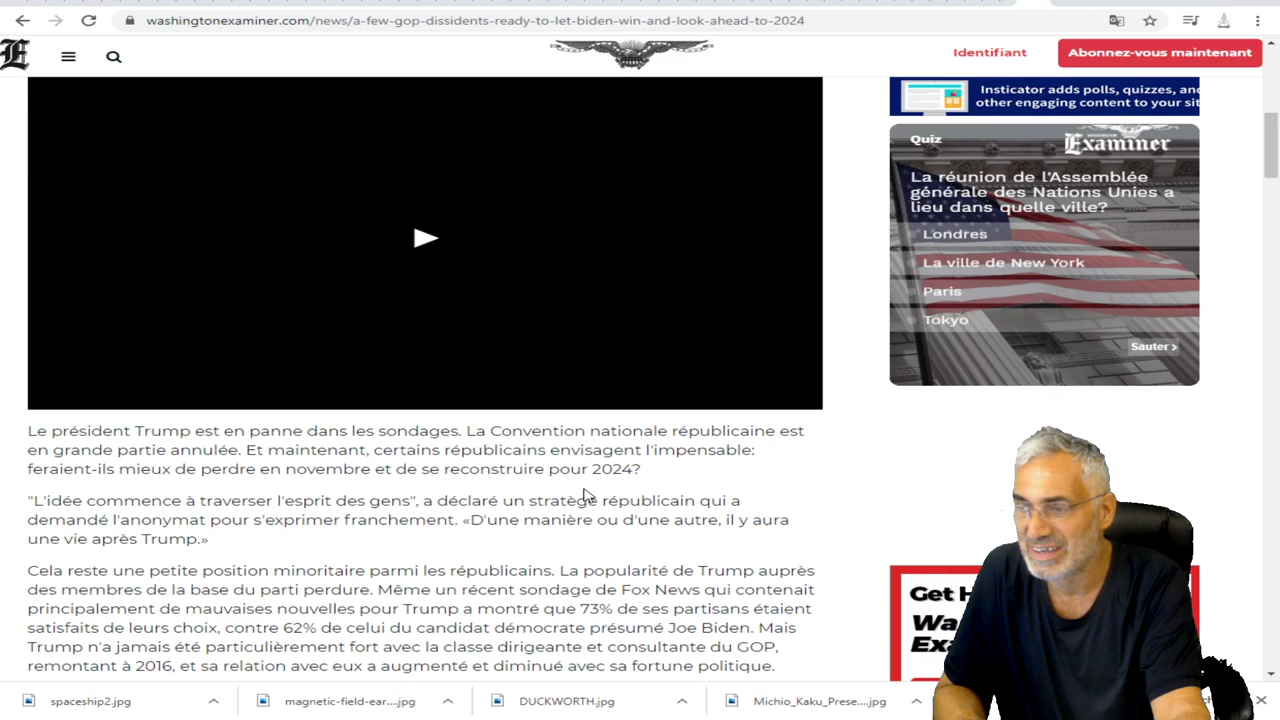 washingtonexaminer.com/news/a-few-gop-dissidents-ready-to-let-biden-win-and-look-ahead-to-2024
E
Identifiant
Abonnez-vous maintenant
Insticator adds polls, quizzes, an
other engaging content to your sit
Quiz
Examiner
La réunion de l'Assemblée
générale des Nations Unies a
lieu dans quelle ville?
Londres
La ville de New York
Paris
Tokyo
Sauter >
Le président Trump est en panne dans les sondages. La Convention nationale républicaine est
en grande partie annulée. Et maintenant, certains républicains envisagent l'impensable:
feraient-ils mieux de perdre en novembre et de se reconstruire pour 2024?
"L'idée commence à traverser l'esprit des gens", a déclaré un stratège républicain qui a
demandé l'anonymat pour s'exprimer franchement. «D'une manière ou d'une autre, il y aura
une vie après Trump.»
Cela reste une petite position minoritaire parmi les républicains. La popularité de Trump auprès
des membres de la base du parti perdure. Même un récent sondage de Fox News qui contenait
principalement de mauvaises nouvelles pour Trump a montré que 73% de ses partisans étaient
satisfaits de leurs choix, contre 62% de celui du candidat démocrate présumé Joe Biden. Mais
Trump n'a jamais été particulièrement fort avec la classe dirigeante et consultante du GOP,
remontant à 2016, et sa relation avec eux a augmenté et diminué avec sa fortune politique.
Get H
Wa
Exa
spaceship2.jpg
magnetic-field-ear....jpg
DUCKWORTH.jpg
Michio_Kaku_Prese....jpg